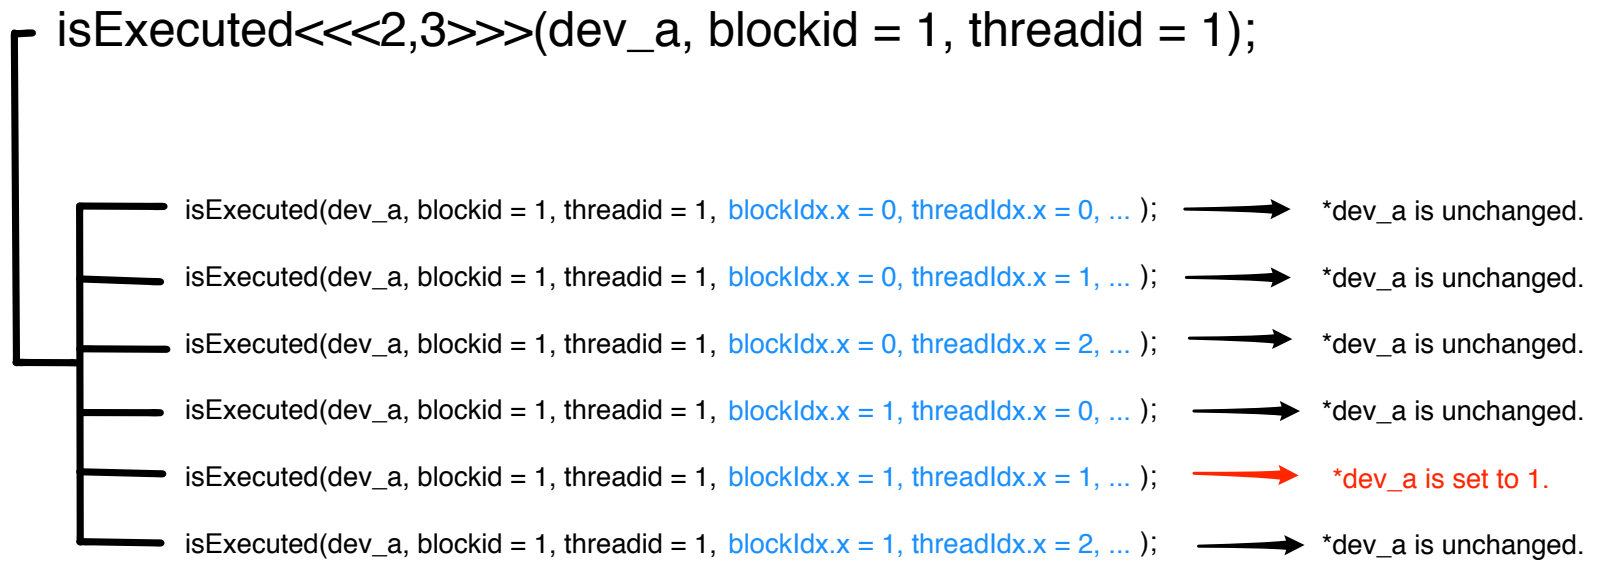 isExecuted<<<2,3>>>(dev_a, blockid = 1, threadid = 1);
isExecuted(dev_a, blockid = 1, threadid = 1, blockIdx.x = 0, threadIdx.x = 0, ... ); *dev_a is unchanged.
isExecuted(dev_a, blockid = 1, threadid = 1, blockIdx.x = 0, threadIdx.x = 1, ... ); *dev_a is unchanged.
isExecuted(dev_a, blockid = 1, threadid = 1, blockIdx.x = 0, threadIdx.x = 2, ... ); *dev_a is unchanged.
isExecuted(dev_a, blockid = 1, threadid = 1, blockIdx.x = 1, threadIdx.x = 0, ... ); *dev_a is unchanged.
isExecuted(dev_a, blockid = 1, threadid = 1, blockIdx.x = 1, threadIdx.x = 1, ... ); *dev_a is set to 1.
isExecuted(dev_a, blockid = 1, threadid = 1, blockIdx.x = 1, threadIdx.x = 2, ... ); *dev_a is unchanged.